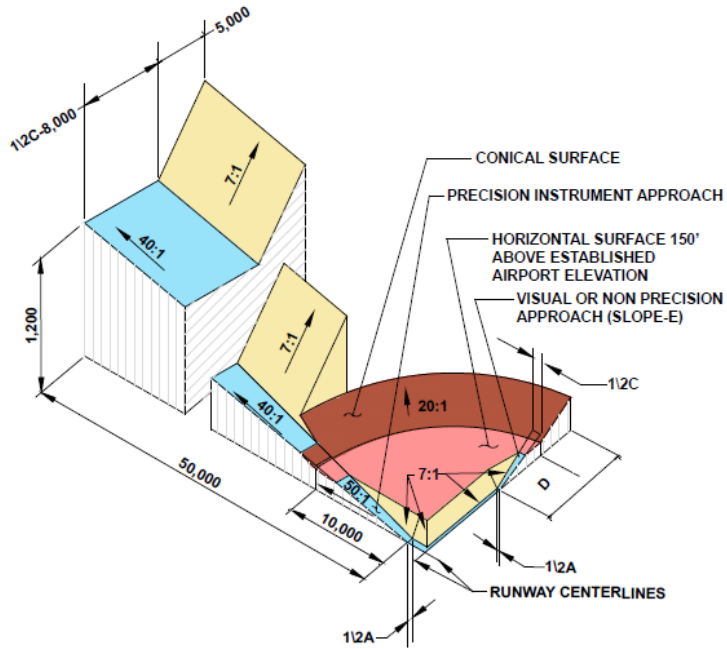 5,000
1\2C-8,000
7:1
CONICAL SURFACE
PRECISION INSTRUMENT APPROACH
HORIZONTAL SURFACE 150'
ABOVE ESTABLISHED
AIRPORT ELEVATION
VISUAL OR NON PRECISION
APPROACH (SLOPE-E)
40:1
1,200
7:1
1\2C
40:1
20:1
50,000
50:1
7:1
D
10,000
1\2A
RUNWAY CENTERLINES
1\2A